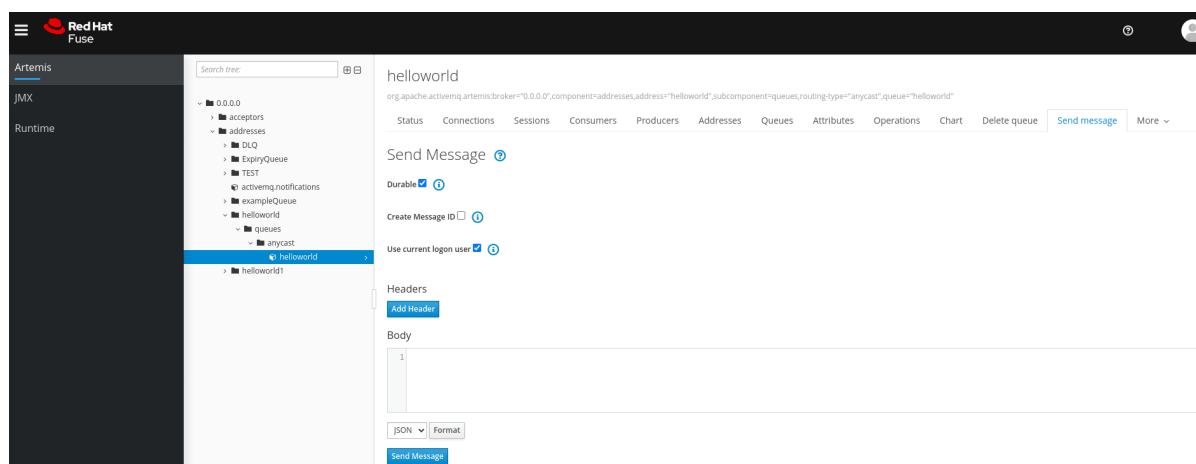 Red Hat
Fuse
Artemis
JMX
Runtime
Search tree:
0.0.0.0
acceptors
addresses
DLQ
ExpiryQueue
TEST
activemq.notifications
exampleQueue
helloworld
queues
anycast
helloworld
helloworld1
helloworld
org.apache.activemq.artemis:broker="0.0.0.0",component=addresses,address="helloworld",subcomponent=queues,routing-type="anycast",queue="helloworld"
Status Connections Sessions Consumers Producers Addresses Queues Attributes Operations Chart Delete queue Send message More
Send Message
Durable
Create Message ID
Use current logon user
Headers
Add Header
Body
1
JSON Format
Send Message